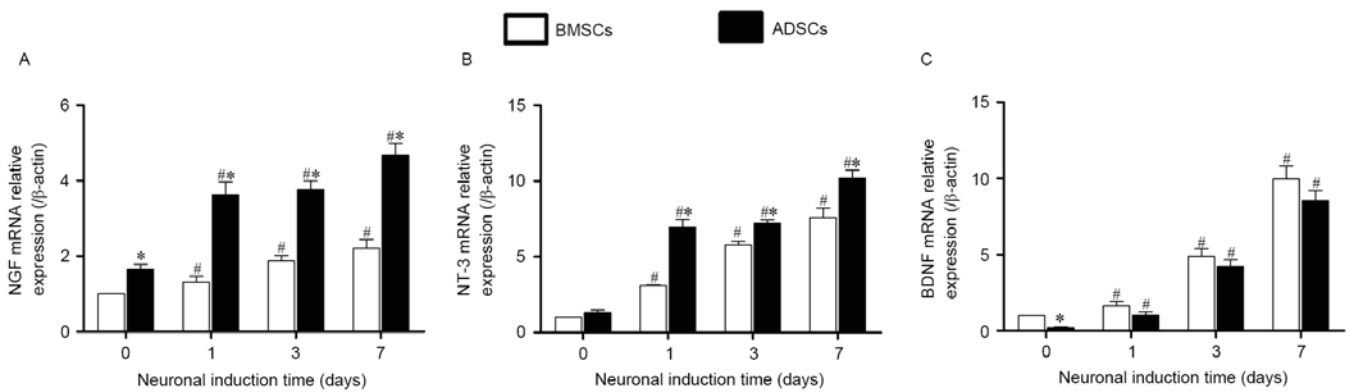 BMSCs ADSCs
A
NGF mRNA relative
expression (/β-actin)
6
4
2
0
*
#
#*
#
#*
#
#*
0 1 3 7
Neuronal induction time (days)
B
NT-3 mRNA relative
expression (/β-actin)
15
10
5
0
#
#*
#
#*
#
#*
0 1 3 7
Neuronal induction time (days)
C
BDNF mRNA relative
expression (/β-actin)
15
10
5
0
*
#
#
#
#
#
#
0 1 3 7
Neuronal induction time (days)